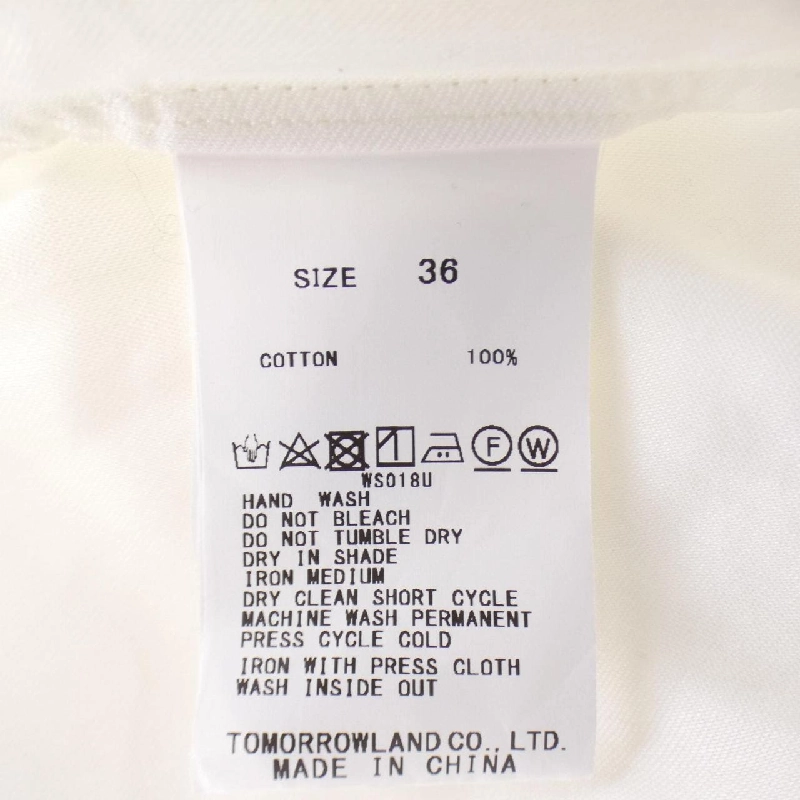 SIZE 36
COTTON 100%
F W
WS018U
HAND WASH
DO NOT BLEACH
DO NOT TUMBLE DRY
DRY IN SHADE
IRON MEDIUM
DRY CLEAN SHORT CYCLE
MACHINE WASH PERMANENT
PRESS CYCLE COLD
IRON WITH PRESS CLOTH
WASH INSIDE OUT
TOMORROWLAND CO., LTD.
MADE IN CHINA